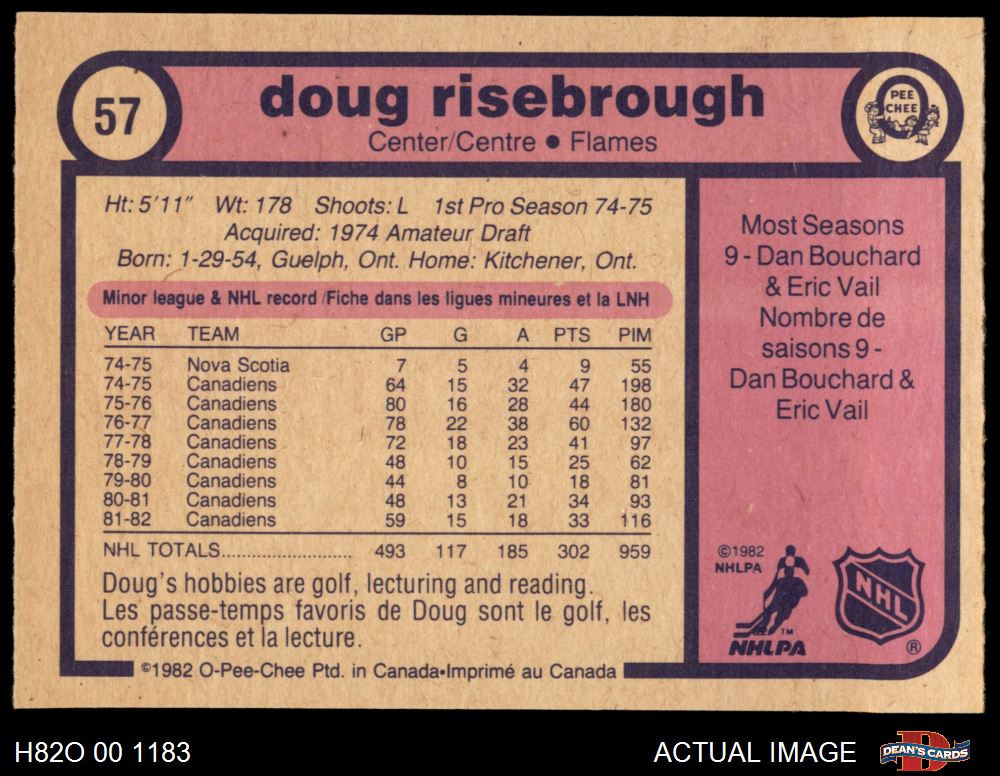 57
doug risebrough
Center/Centre ● Flames
PEE
CHEE
Ht: 5'11" Wt: 178 Shoots: L 1st Pro Season 74-75
Acquired: 1974 Amateur Draft
Born: 1-29-54, Guelph, Ont. Home: Kitchener, Ont.
Minor league & NHL record /Fiche dans les ligues mineures et la LNH
YEAR TEAM GP G A PTS PIM
74-75 Nova Scotia 7 5 4 9 55
74-75 Canadiens 64 15 32 47 198
75-76 Canadiens 80 16 28 44 180
76-77 Canadiens 78 22 38 60 132
77-78 Canadiens 72 18 23 41 97
78-79 Canadiens 48 10 15 25 62
79-80 Canadiens 44 8 10 18 81
80-81 Canadiens 48 13 21 34 93
81-82 Canadiens 59 15 18 33 116
NHL TOTALS............................ 493 117 185 302 959
Doug's hobbies are golf, lecturing and reading.
Les passe-temps favoris de Doug sont le golf, les
conférences et la lecture.
©1982 O-Pee-Chee Ptd. in Canada•Imprimé au Canada
Most Seasons
9 - Dan Bouchard
& Eric Vail
Nombre de
saisons 9 -
Dan Bouchard &
Eric Vail
©1982
NHLPA
TM
NHLPA
NHL
®
H82O 00 1183
ACTUAL IMAGE
D
DEAN'S CARDS